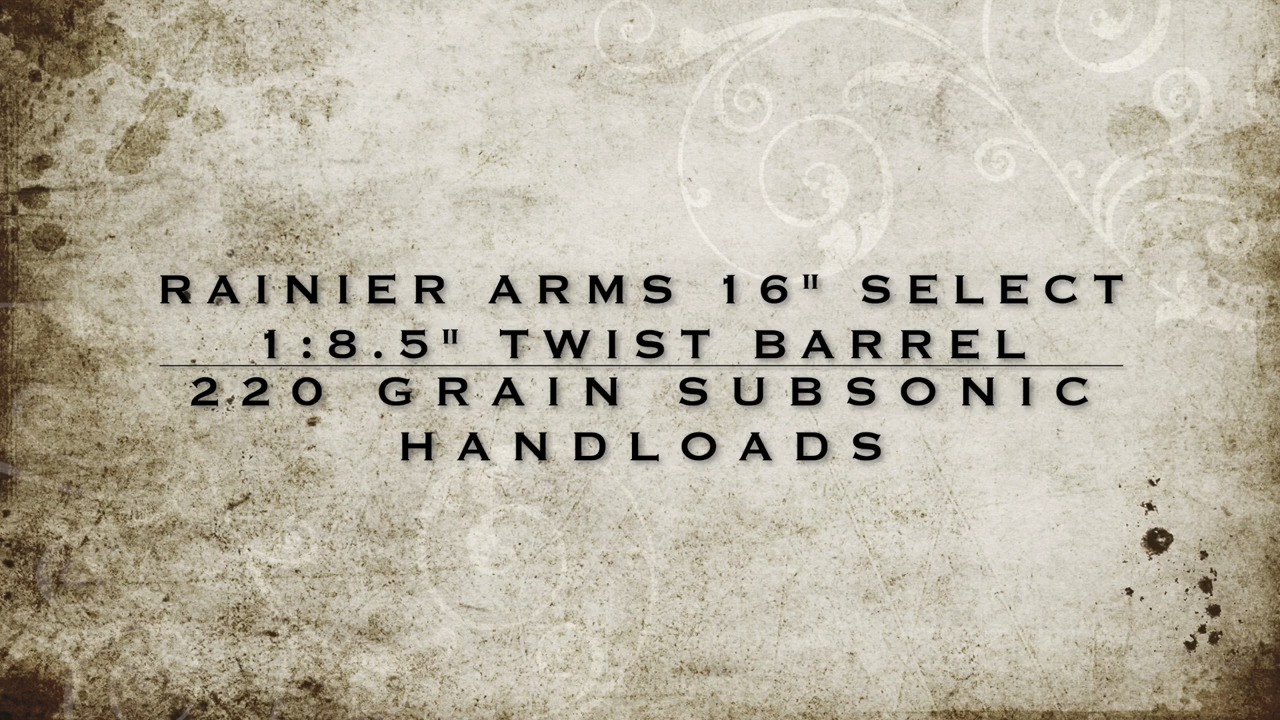 RAINIER ARMS 16" SELECT
1:8.5" TWIST BARREL
220 GRAIN SUBSONIC
HANDLOADS